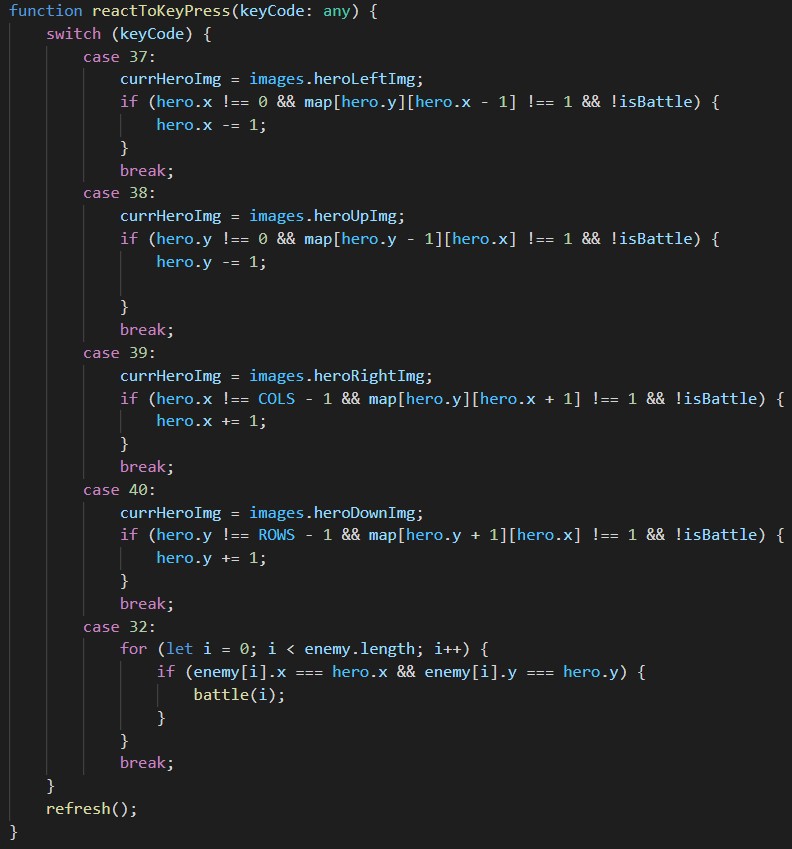 function reactToKeyPress(keyCode: any) {
    switch (keyCode) {
        case 37:
            currHeroImg = images.heroLeftImg;
            if (hero.x !== 0 && map[hero.y][hero.x - 1] !== 1 && !isBattle) {
                hero.x -= 1;
            }
            break;
        case 38:
            currHeroImg = images.heroUpImg;
            if (hero.y !== 0 && map[hero.y - 1][hero.x] !== 1 && !isBattle) {
                hero.y -= 1;

            }
            break;
        case 39:
            currHeroImg = images.heroRightImg;
            if (hero.x !== COLS - 1 && map[hero.y][hero.x + 1] !== 1 && !isBattle) {
                hero.x += 1;
            }
            break;
        case 40:
            currHeroImg = images.heroDownImg;
            if (hero.y !== ROWS - 1 && map[hero.y + 1][hero.x] !== 1 && !isBattle) {
                hero.y += 1;
            }
            break;
        case 32:
            for (let i = 0; i < enemy.length; i++) {
                if (enemy[i].x === hero.x && enemy[i].y === hero.y) {
                    battle(i);
                }
            }
            break;
    }
    refresh();
}